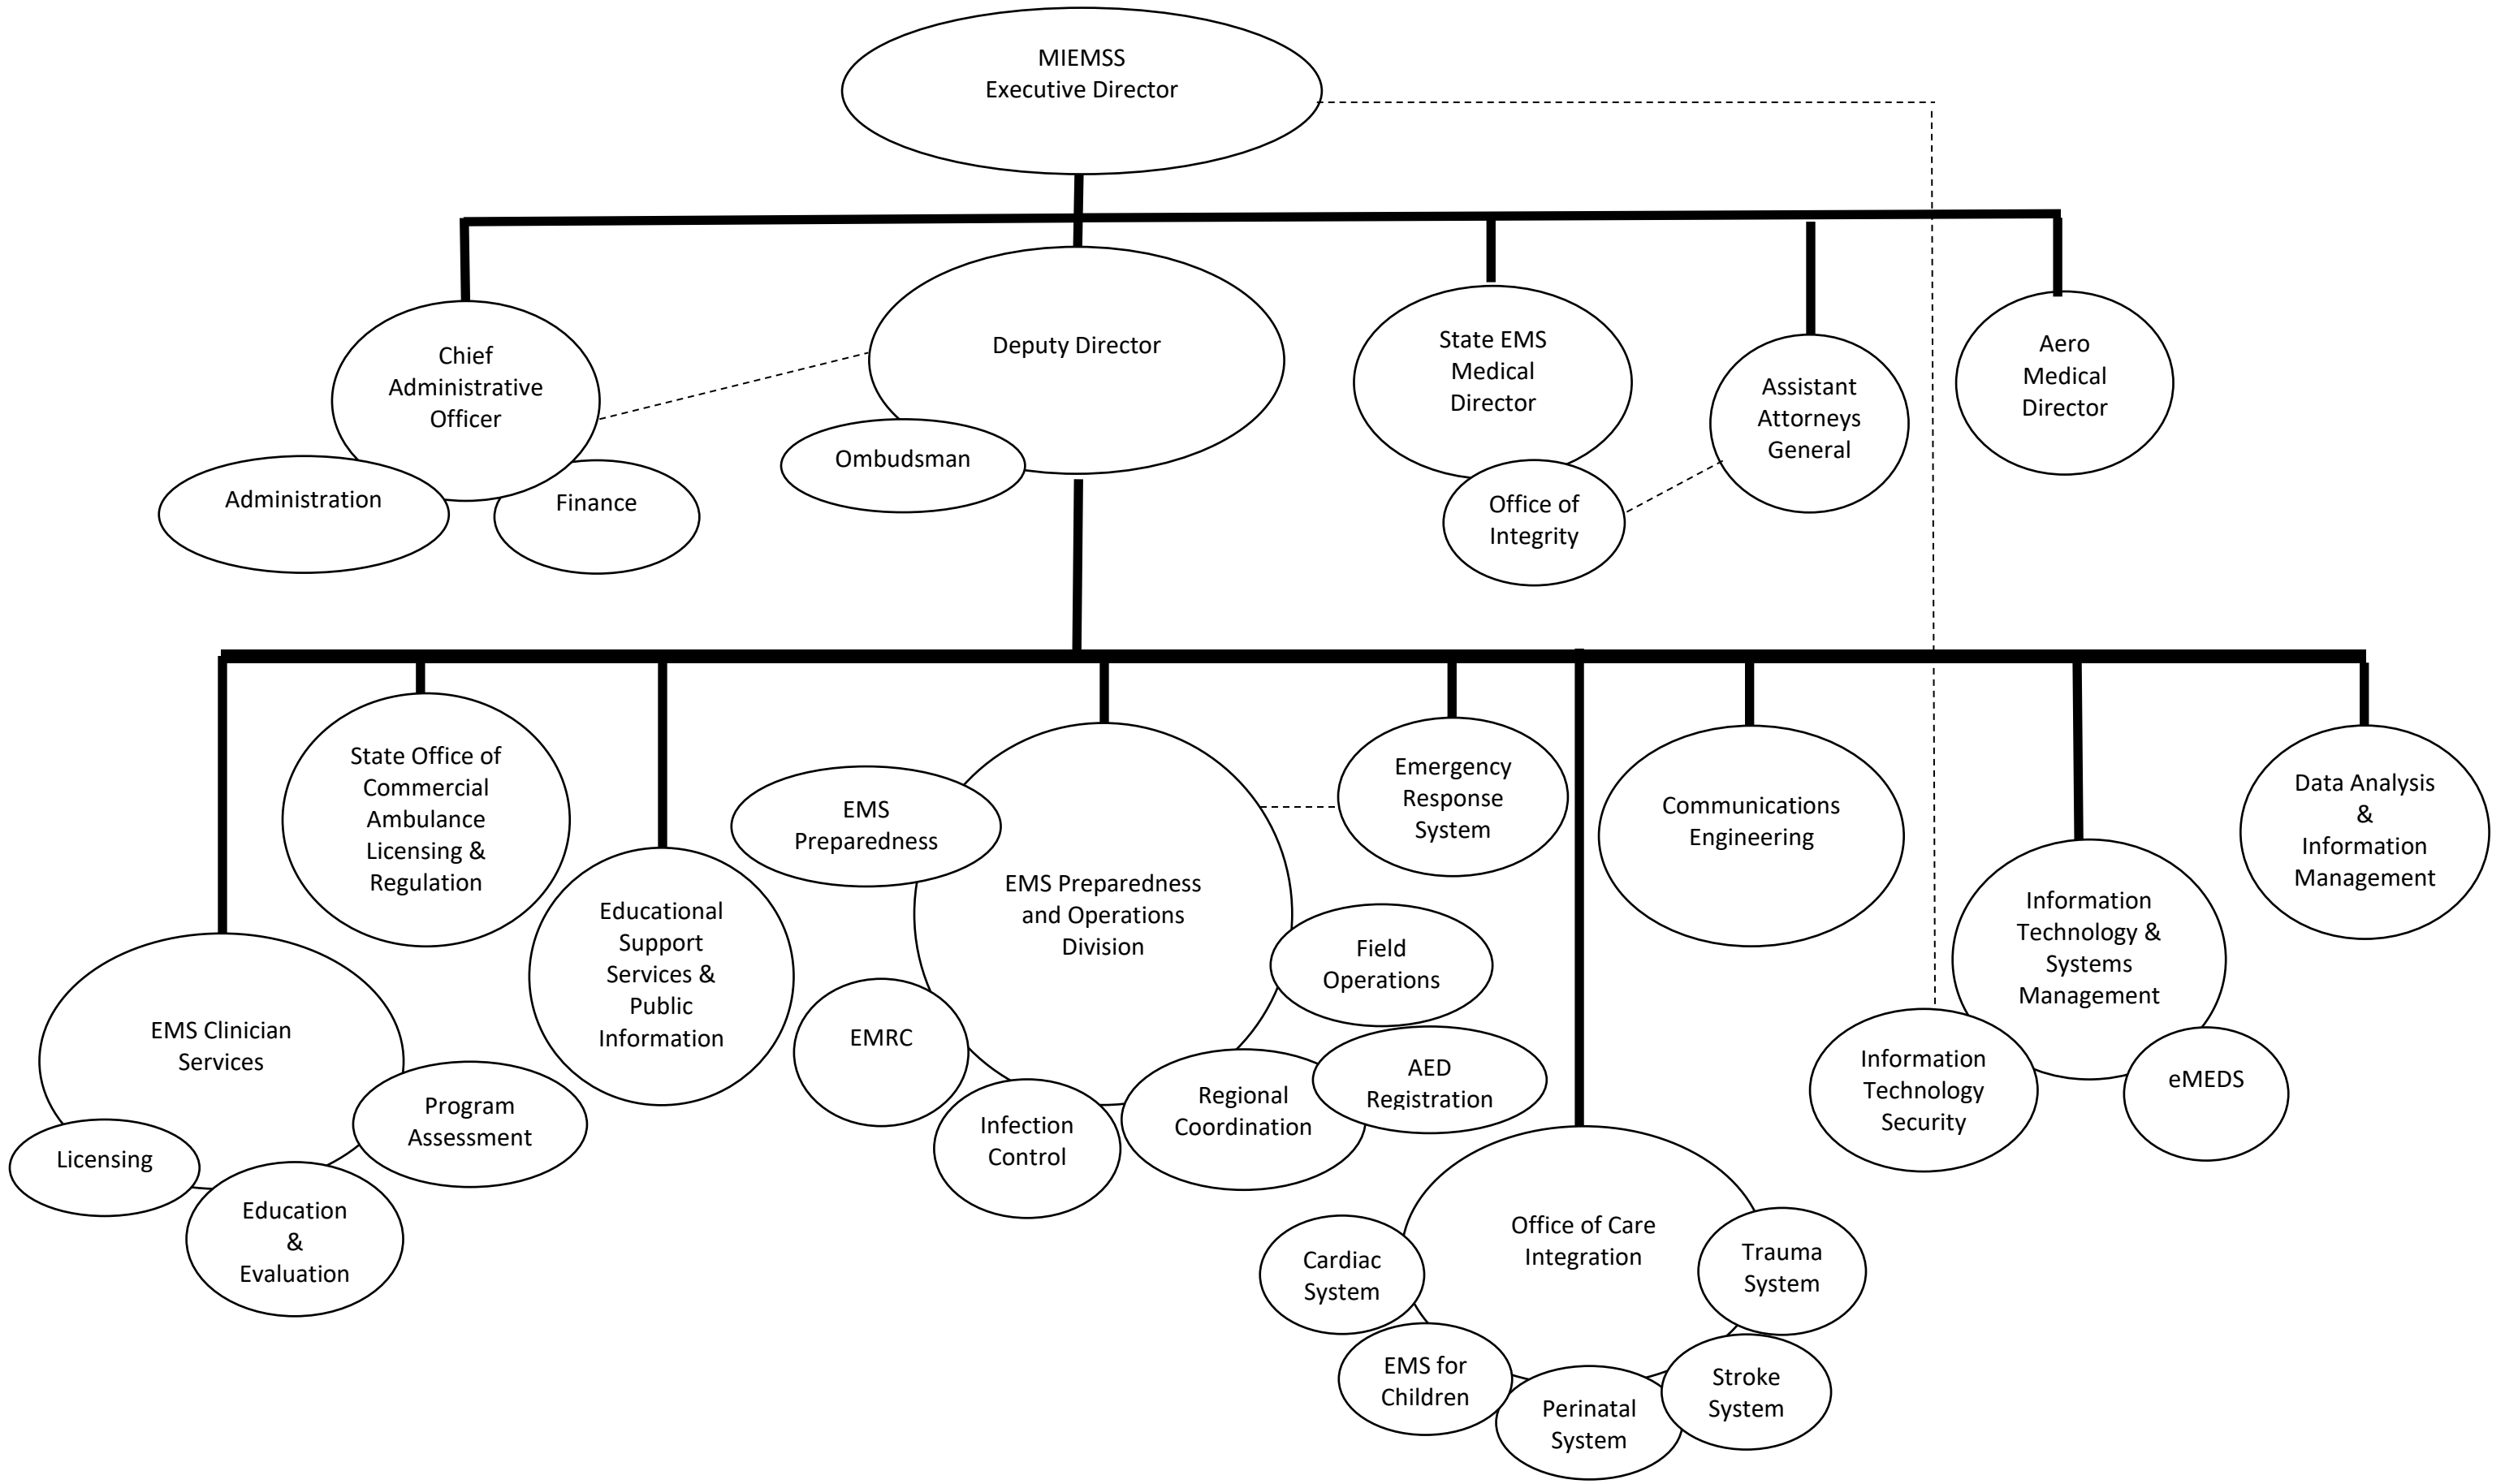 MIEMSS
Executive Director
Chief
Administrative
Officer
Administration
Finance
Deputy Director
Ombudsman
State EMS
Medical
Director
Office of
Integrity
Assistant
Attorneys
General
Aero
Medical
Director
EMS Clinician
Services
Licensing
Education
&
Evaluation
Program
Assessment
State Office of
Commercial
Ambulance
Licensing &
Regulation
Educational
Support
Services &
Public
Information
EMS Preparedness
and Operations
Division
EMS
Preparedness
EMRC
Infection
Control
Regional
Coordination
AED
Registration
Field
Operations
Emergency
Response
System
Office of Care
Integration
Cardiac
System
EMS for
Children
Perinatal
System
Stroke
System
Trauma
System
Communications
Engineering
Information
Technology &
Systems
Management
Information
Technology
Security
eMEDS
Data Analysis
&
Information
Management